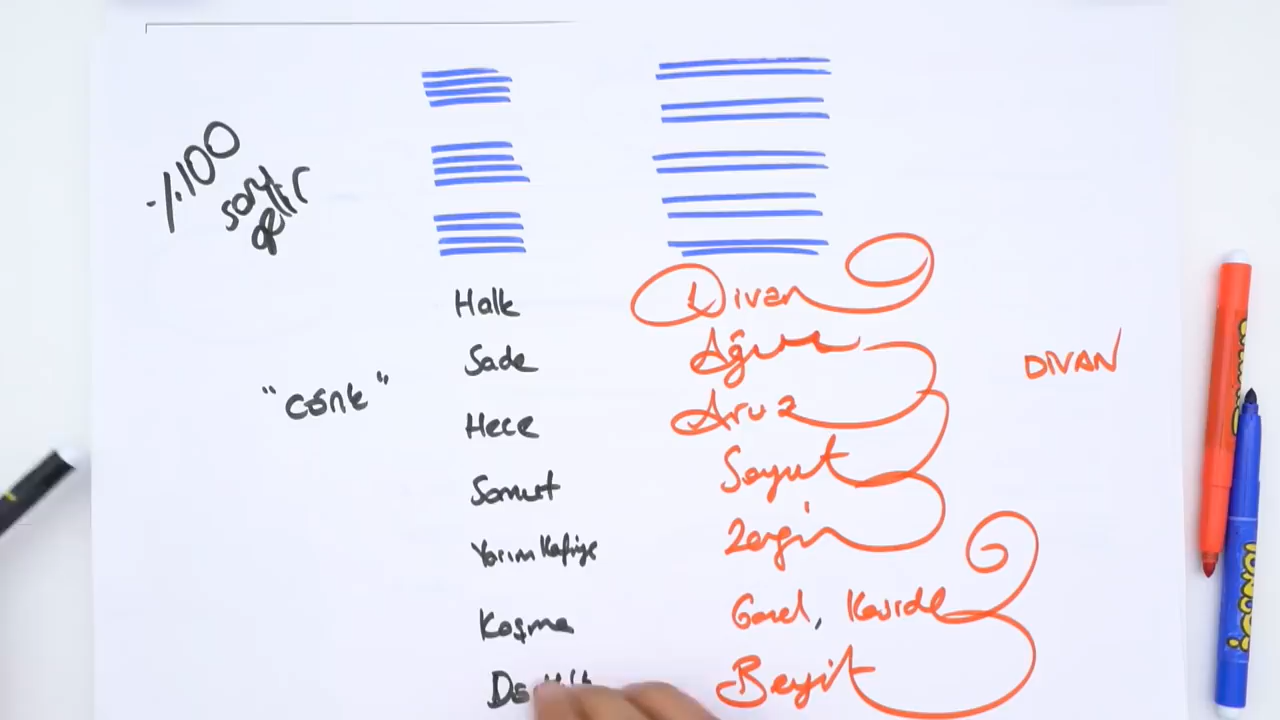 %100
soru
gelir
"cönk"
Halk
Sade
Hece
Somut
Yarım Kafiye
Koşma
Divan
Ağır
Aruz
Soyut
Zengin
Gazel, Kaside
Beyit
DIVAN